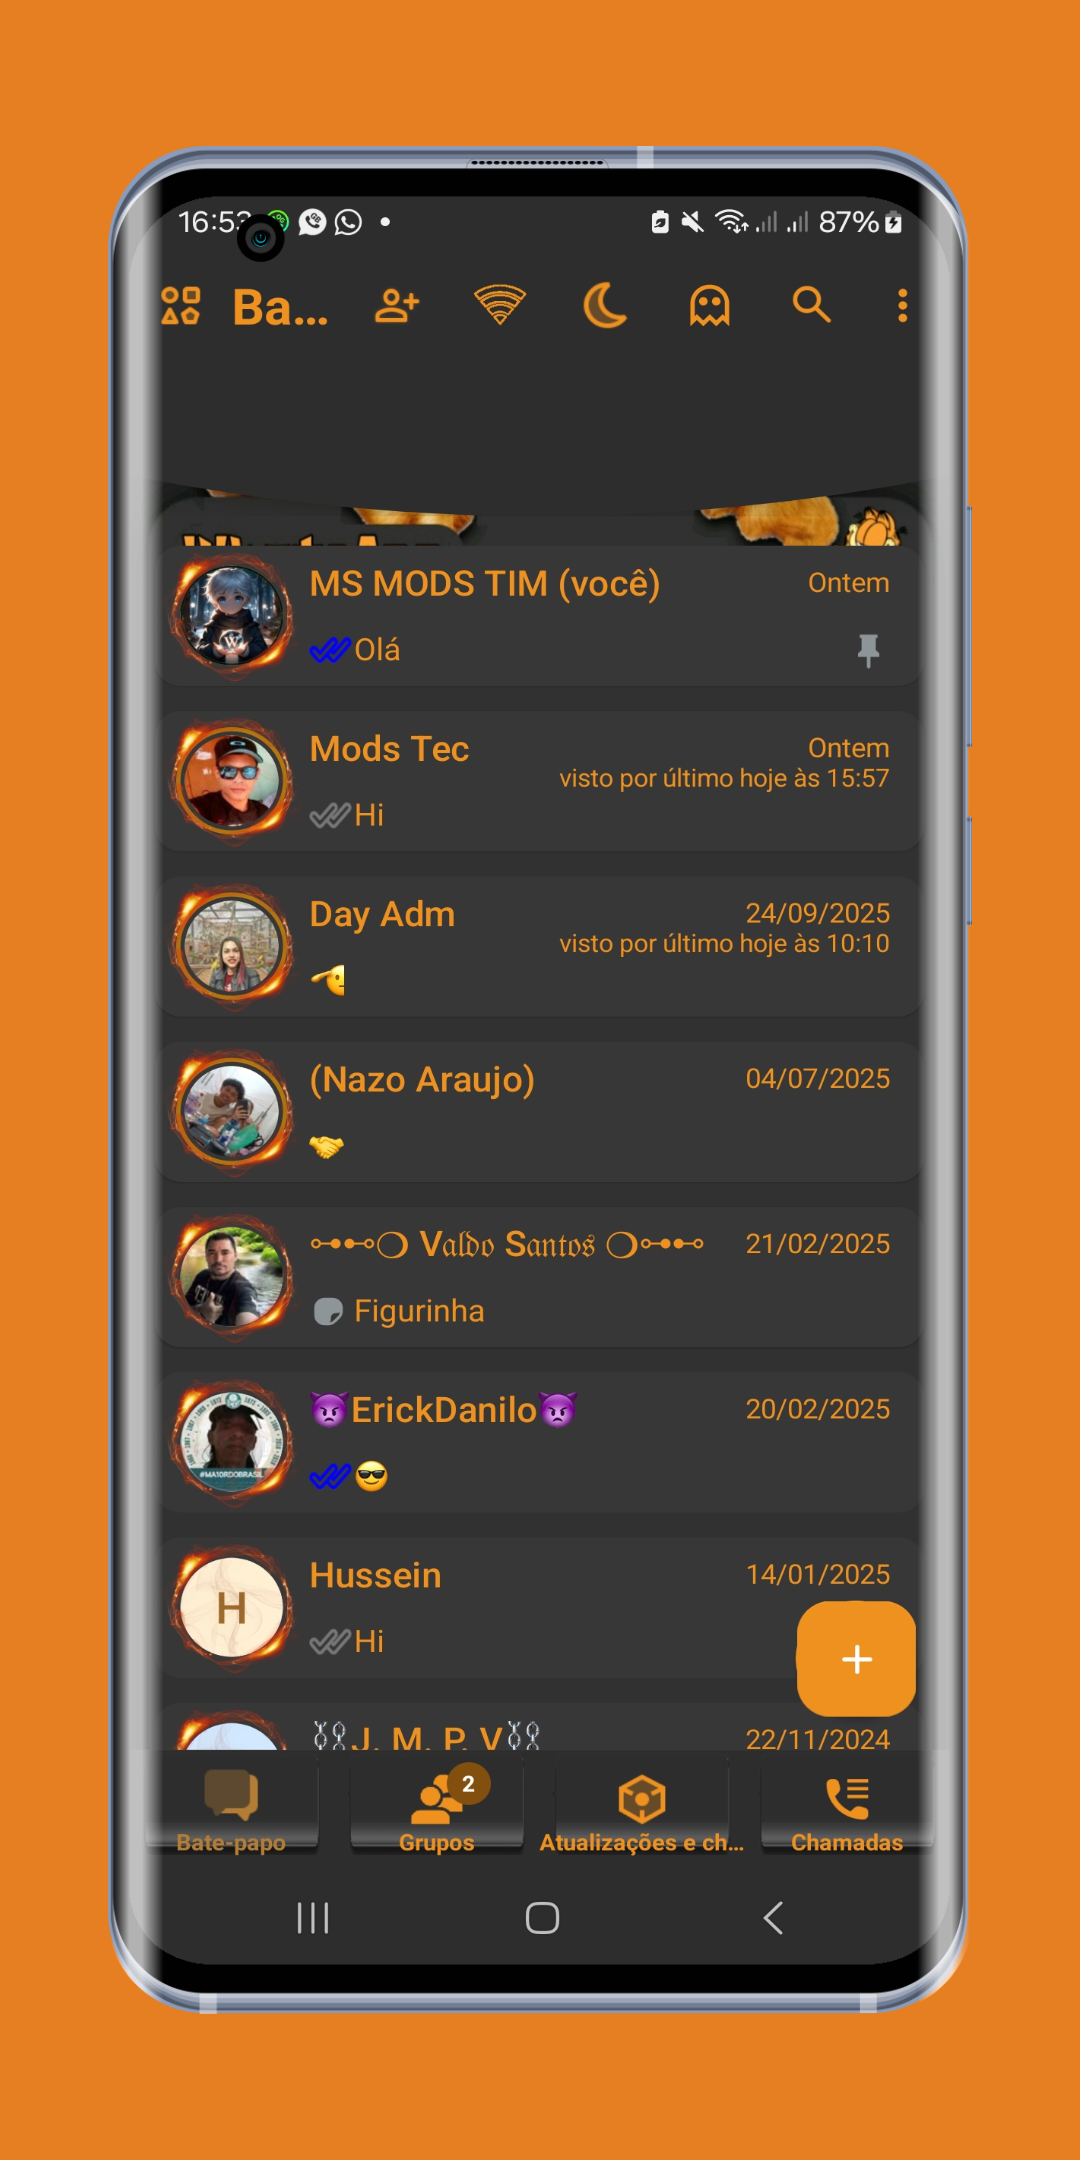 16:53
87%
Ba...
MS MODS TIM (você)
Ontem
Olá
Mods Tec
Ontem
visto por último hoje às 15:57
Hi
Day Adm
24/09/2025
visto por último hoje às 10:10
(Nazo Araujo)
04/07/2025
🤝
⊶●●⊷❍ V𝔞𝔩𝔡𝔬 S𝔞𝔫𝔱𝔬𝔰 ❍⊶●●⊷
21/02/2025
Figurinha
👿ErickDanilo👿
20/02/2025
😎
#MA10RDOBRASIL
Hussein
14/01/2025
H
Hi
+
⛓J. M. P. V⛓
22/11/2024
2
Bate-papo
Grupos
Atualizações e ch...
Chamadas